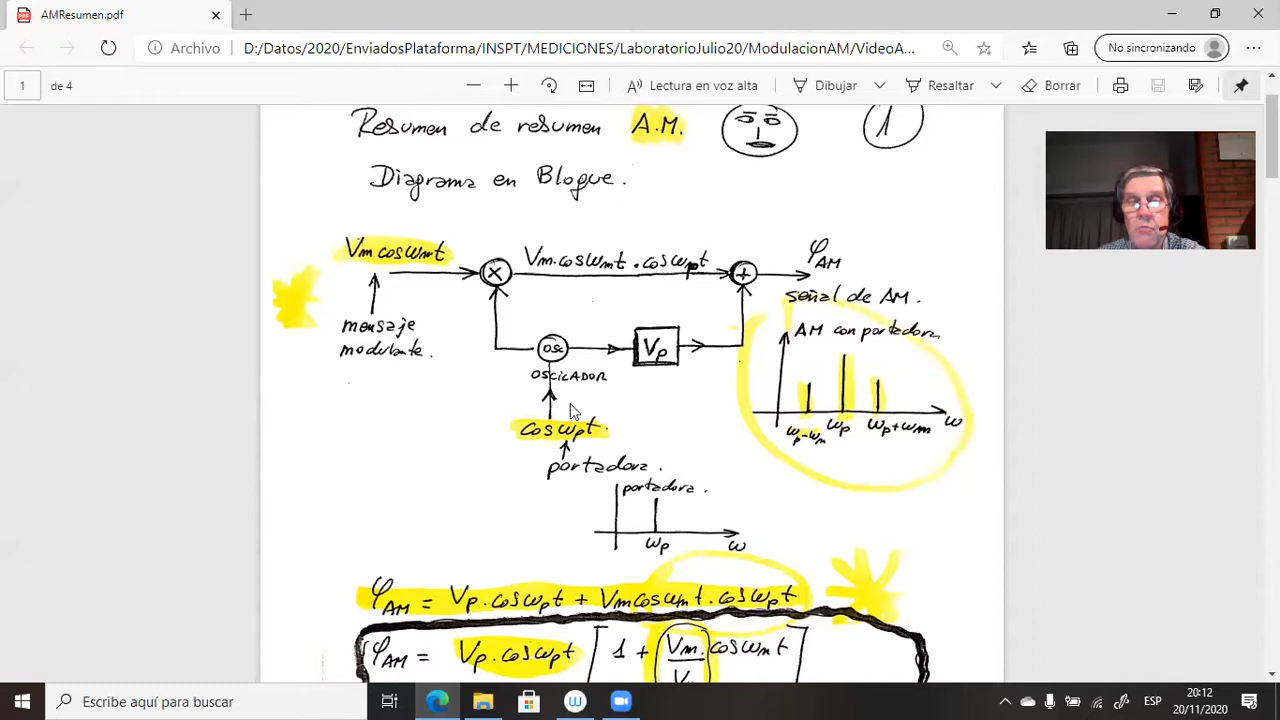 AMResumen.pdf
Archivo D:/Datos/2020/EnviadosPlataforma/INSPT/MEDICIONES/LaboratorioJulio20/ModulacionAM/VideoA... No sincronizando
1 de 4 Lectura en voz alta Dibujar Resaltar Borrar
Resumen de resumen A.M. 1
Diagrama en Bloque.
Vm cosωmt
Vm.cosωmt.cosωpt
φAM
señal de AM.
mensaje
modulante.
OSC
OSCILADOR
Vp
AM con portadora
ωp-ωm ωp ωp+ωm ω
cosωpt.
portadora.
portadora.
ωp ω
φAM = Vp.cosωpt + Vmcosωmt.cosωpt
φAM = Vp.cosωpt [1 + Vm. cosωmt]
Escribe aquí para buscar
ESP
20:12
20/11/2020